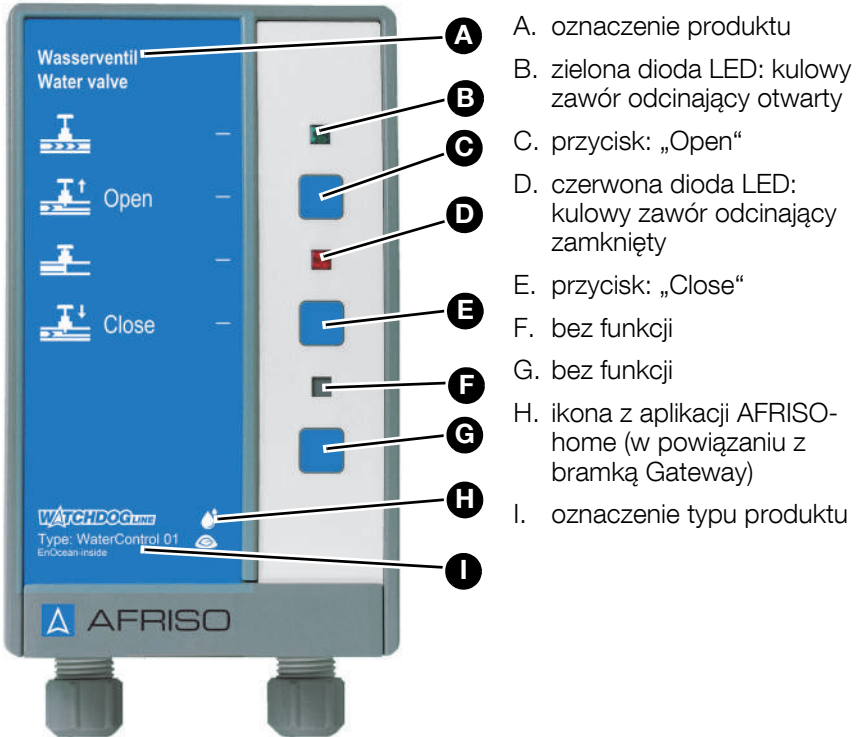 Wasserventil
Water valve
Open
Close
WATCHDOG LINE
Type: WaterControl 01
EnOcean-inside
AFRISO
A
B
C
D
E
F
G
H
I
A. oznaczenie produktu
B. zielona dioda LED: kulowy
zawór odcinający otwarty
C. przycisk: „Open“
D. czerwona dioda LED:
kulowy zawór odcinający
zamknięty
E. przycisk: „Close“
F. bez funkcji
G. bez funkcji
H. ikona z aplikacji AFRISO-
home (w powiązaniu z
bramką Gateway)
I. oznaczenie typu produktu